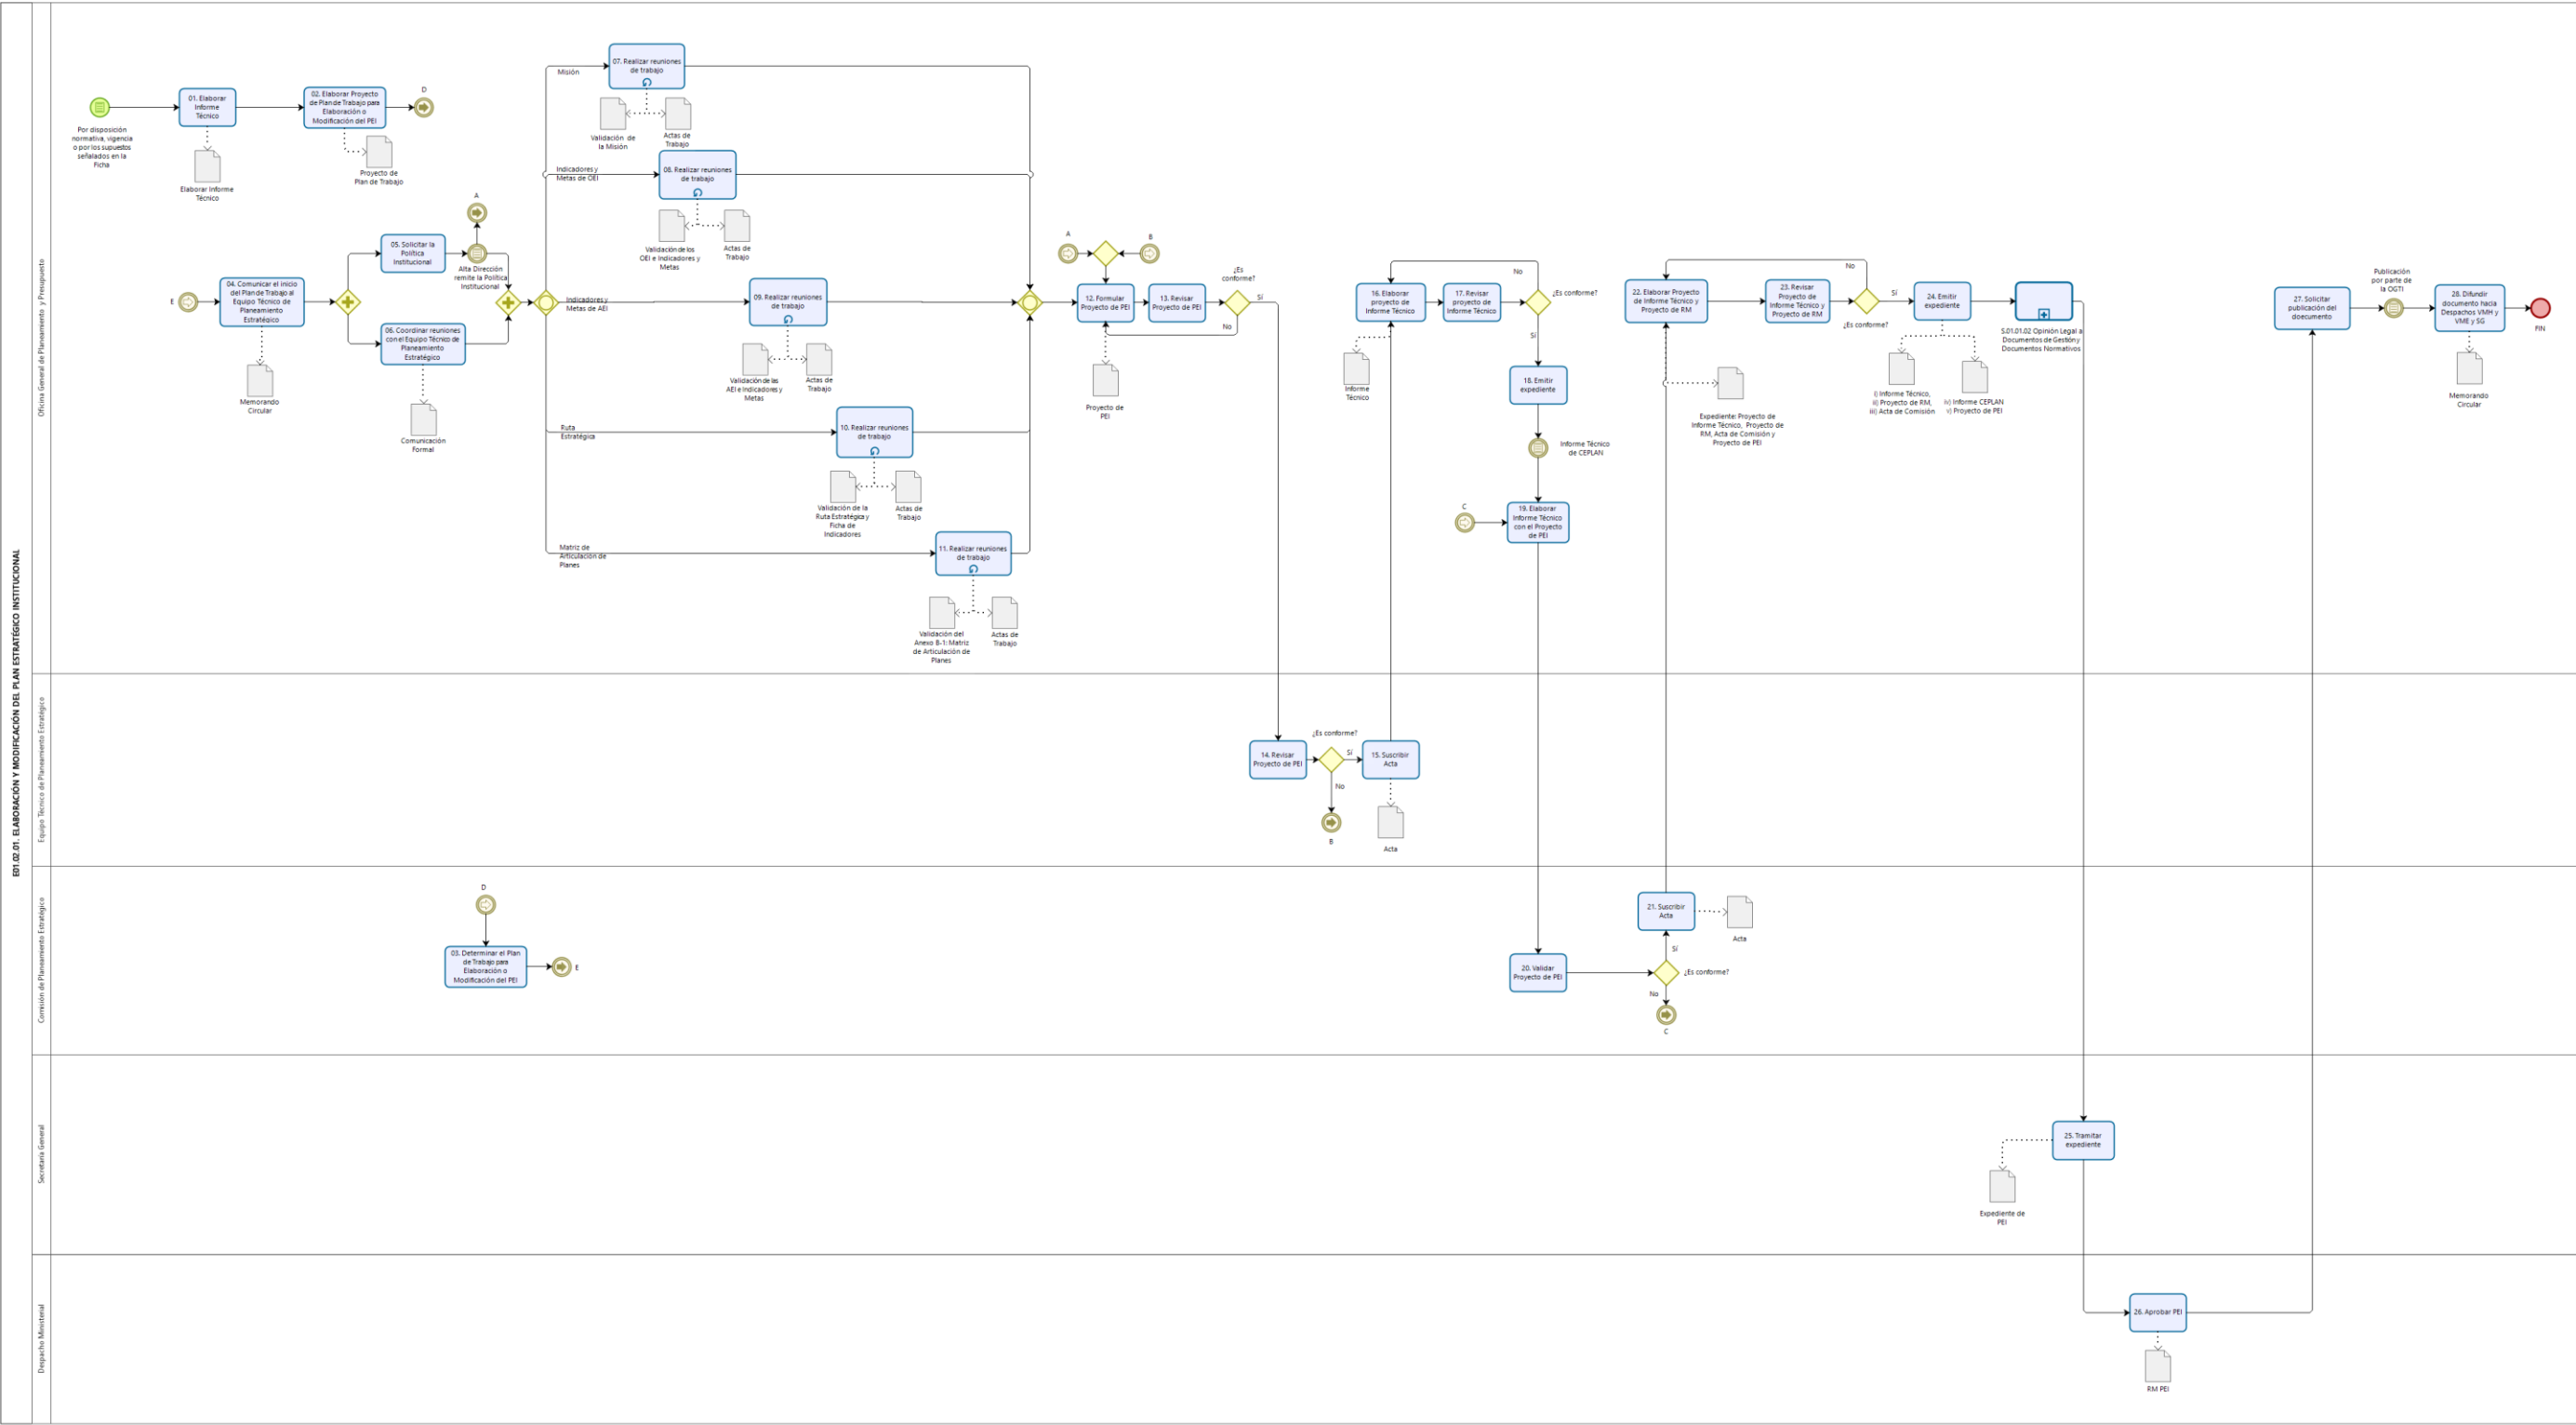 E01.02.01. ELABORACIÓN Y MODIFICACIÓN DEL PLAN ESTRATÉGICO INSTITUCIONAL
Oficina General de Planeamiento y Presupuesto
Por disposición
normativa, vigencia
o por los supuestos
señalados en la
Ficha
01. Elaborar
Informe
Técnico
Elaborar Informe
Técnico
02. Elaborar Proyecto
de Plan de Trabajo para
Elaboración o
Modificación del PEI
Proyecto de
Plan de Trabajo
D
E
04. Comunicar el inicio
del Plan de Trabajo al
Equipo Técnico de
Planeamiento
Estratégico
Memorando
Circular
05. Solicitar la
Política
Institucional
A
Alta Dirección
remite la Política
Institucional
06. Coordinar reuniones
con el Equipo Técnico de
Planeamiento
Estratégico
Comunicación
Formal
Misión
07. Realizar reuniones
de trabajo
Validación de
la Misión
Actas de
Trabajo
Indicadores y
Metas de OEI
08. Realizar reuniones
de trabajo
Validación de los
OEI e Indicadores y
Metas
Actas de
Trabajo
Indicadores y
Metas de AEI
09. Realizar reuniones
de trabajo
Validación de las
AEI e Indicadores y
Metas
Actas de
Trabajo
Ruta
Estratégica
10. Realizar reuniones
de trabajo
Validación de la
Ruta Estratégica y
Ficha de
Indicadores
Actas de
Trabajo
Matriz de
Articulación de
Planes
11. Realizar reuniones
de trabajo
Validación del
Anexo B-1: Matriz
de Articulación de
Planes
Actas de
Trabajo
A
B
12. Formular
Proyecto de PEI
Proyecto de
PEI
13. Revisar
Proyecto de PEI
¿Es
conforme?
Sí
No
16. Elaborar
proyecto de
Informe Técnico
Informe
Técnico
17. Revisar
proyecto de
Informe Técnico
No
¿Es conforme?
Sí
18. Emitir
expediente
Informe Técnico
de CEPLAN
C
19. Elaborar
Informe Técnico
con el Proyecto
de PEI
22. Elaborar Proyecto
de Informe Técnico y
Proyecto de RM
Expediente: Proyecto de
Informe Técnico, Proyecto de
RM, Acta de Comisión y
Proyecto de PEI
23. Revisar
Proyecto de
Informe Técnico y
Proyecto de RM
No
Sí
¿Es conforme?
24. Emitir
expediente
i) Informe Técnico,
ii) Proyecto de RM,
iii) Acta de Comisión
iv) Informe CEPLAN
v) Proyecto de PEI
S.01.01.02 Opinión Legal a
Documentos de Gestión y
Documentos Normativos
27. Solicitar
publicación del
doecumento
Publicación
por parte de
la OGTI
28. Difundir
documento hacia
Despachos VMH y
VME y SG
Memorando
Circular
FIN
Equipo Técnico de Planeamiento Estratégico
14. Revisar
Proyecto de PEI
¿Es conforme?
Sí
No
B
15. Suscribir
Acta
Acta
Comisión de Planeamiento Estratégico
D
03. Determinar el Plan
de Trabajo para
Elaboración o
Modificación del PEI
E
20. Validar
Proyecto de PEI
21. Suscribir
Acta
Acta
Sí
¿Es conforme?
No
C
Secretaría General
25. Tramitar
expediente
Expediente de
PEI
Despacho Ministerial
26. Aprobar PEI
RM PEI